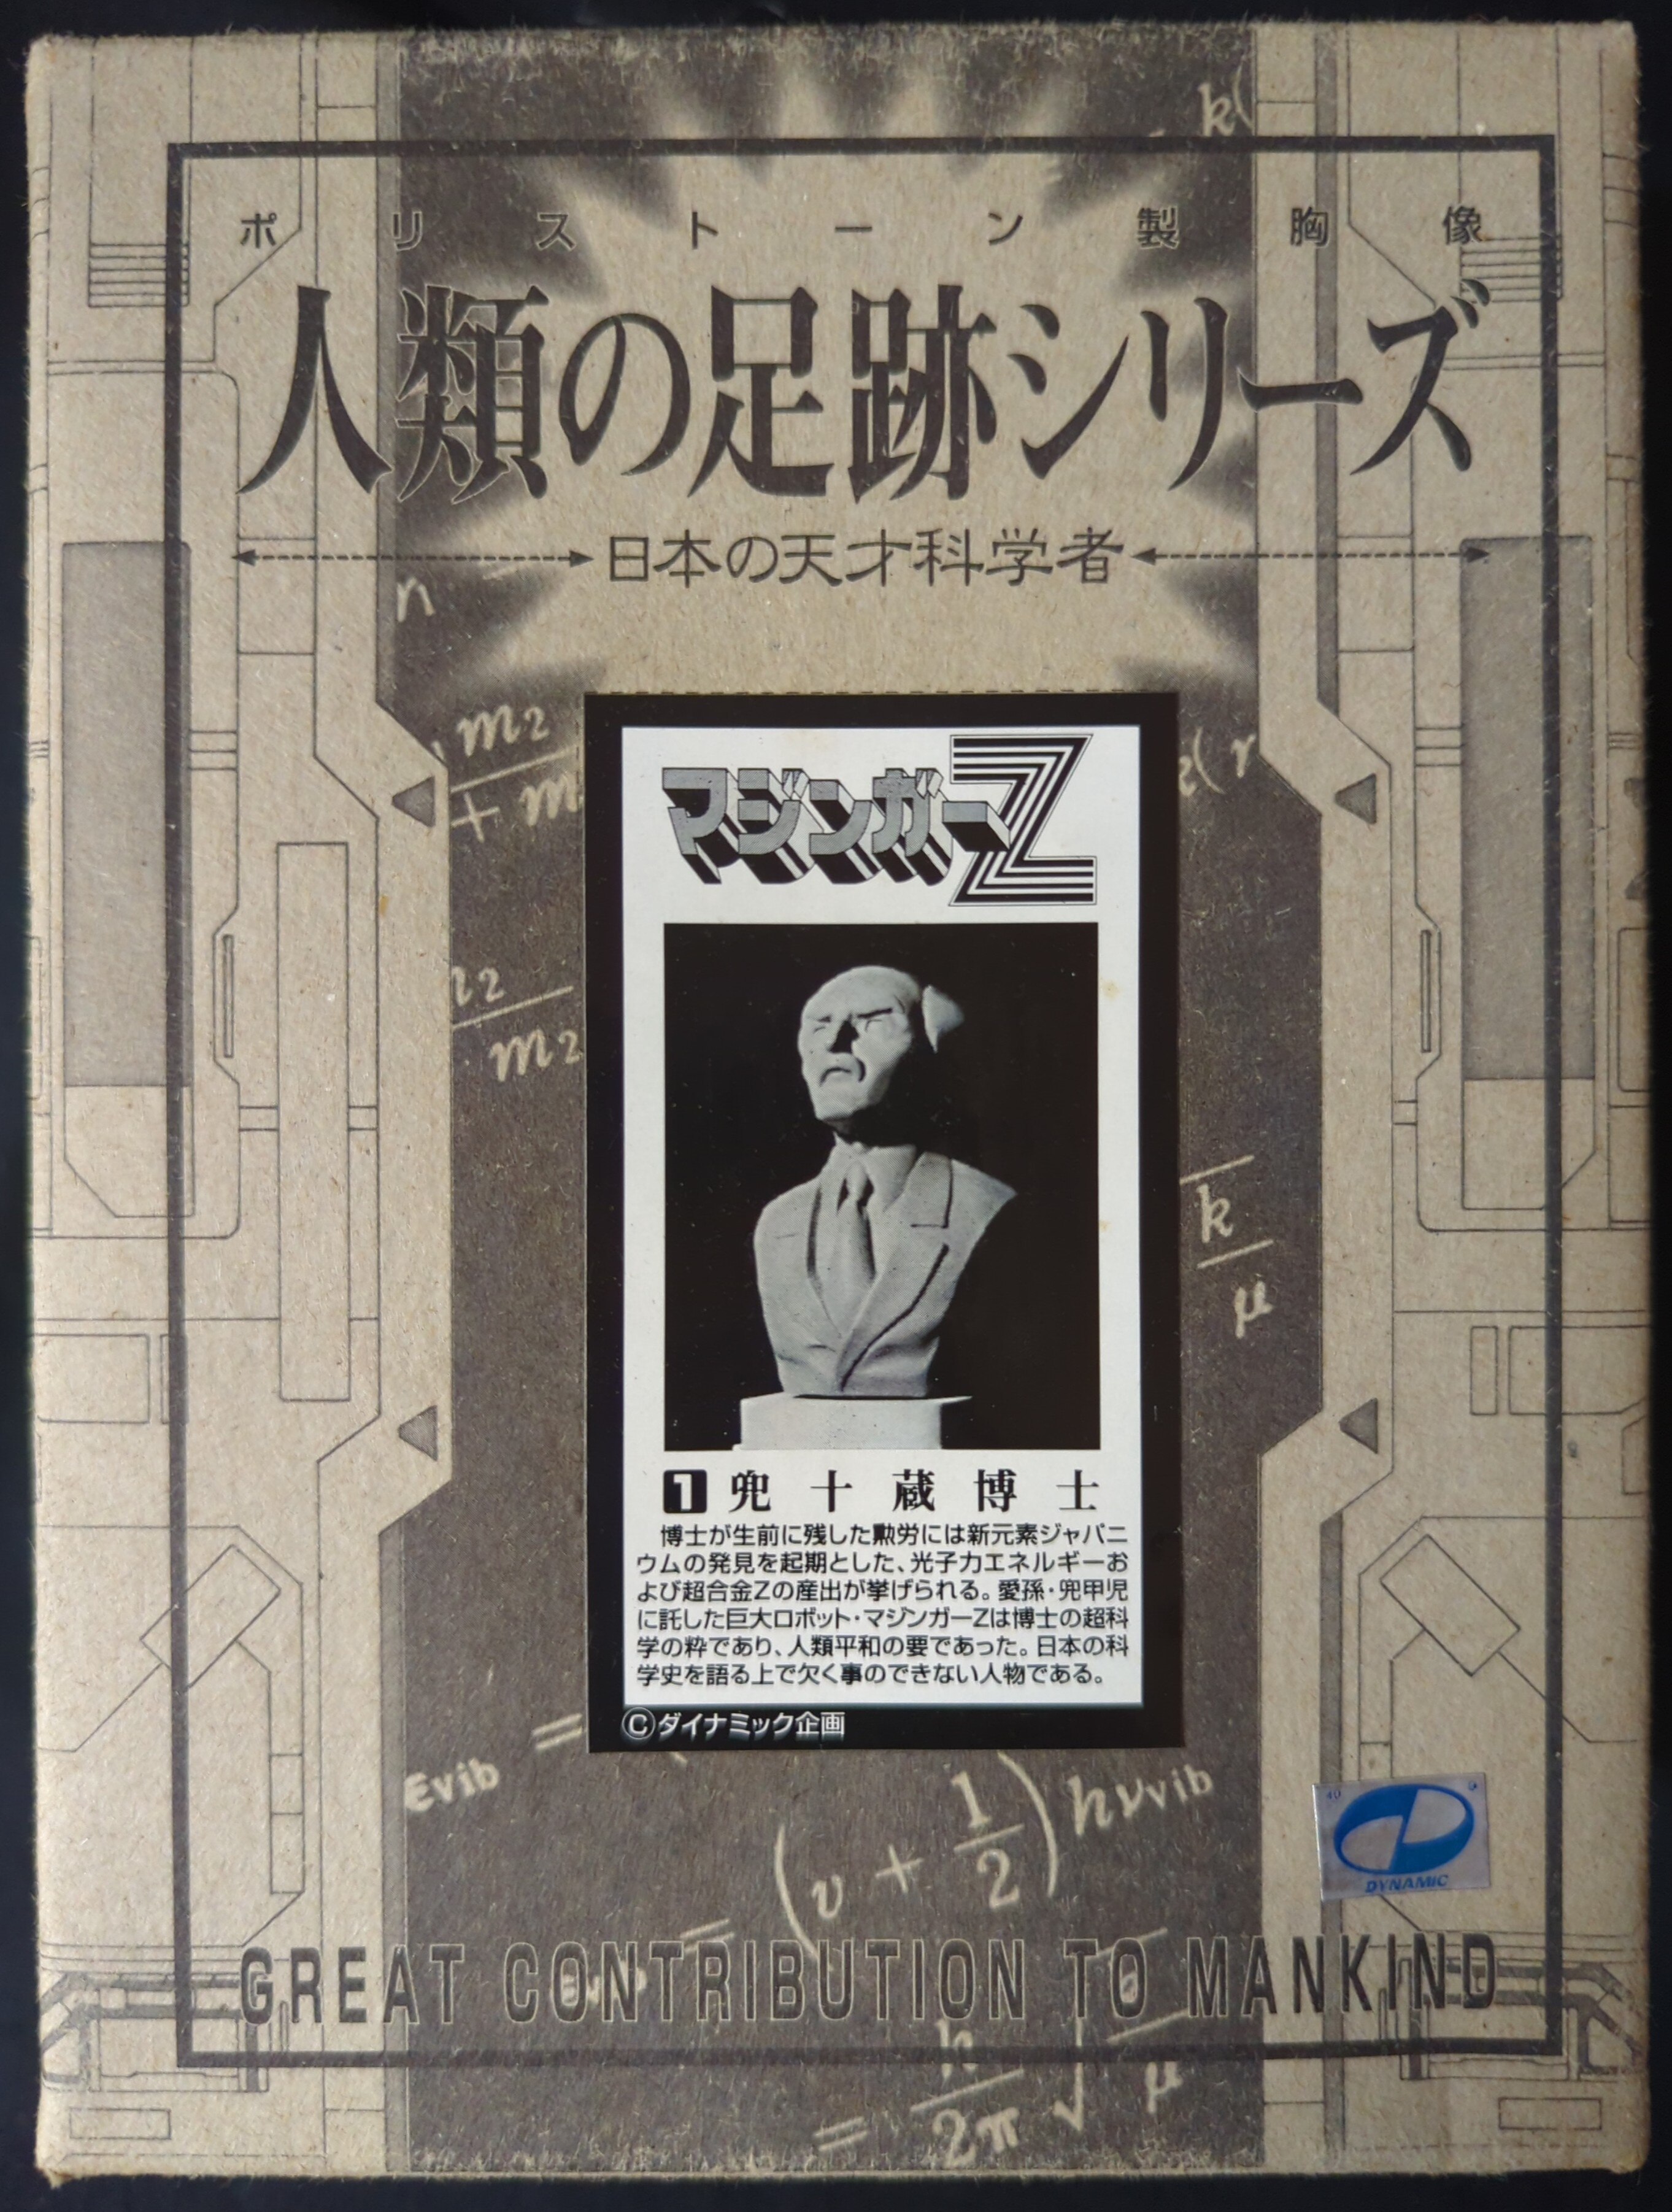 k(
ポリストーン製胸像
人類の足跡シリーズ
日本の天才科学者
n
m2
+ m
マジンガーZ
2
m2
k
μ
1 兜十蔵博士
博士が生前に残した勲労には新元素ジャパニ
ウムの発見を起期とした、光子力エネルギーお
よび超合金Zの産出が挙げられる。愛孫・兜甲児
に託した巨大ロボット・マジンガーZは博士の超科
学の粋であり、人類平和の要であった。日本の科
学史を語る上で欠く事のできない人物である。
©ダイナミック企画
=
Evib
(v + 1/2) hνvib
DYNAMIC
GREAT CONTRIBUTION TO MANKIND
= h/2π √ μ